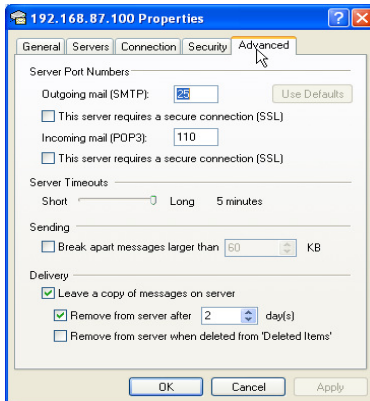 192.168.87.100 Properties
General Servers Connection Security Advanced
Server Port Numbers
Outgoing mail (SMTP): 25 Use Defaults
This server requires a secure connection (SSL)
Incoming mail (POP3): 110
This server requires a secure connection (SSL)
Server Timeouts
Short Long 5 minutes
Sending
Break apart messages larger than 60 KB
Delivery
Leave a copy of messages on server
Remove from server after 2 day(s)
Remove from server when deleted from 'Deleted Items'
OK Cancel Apply